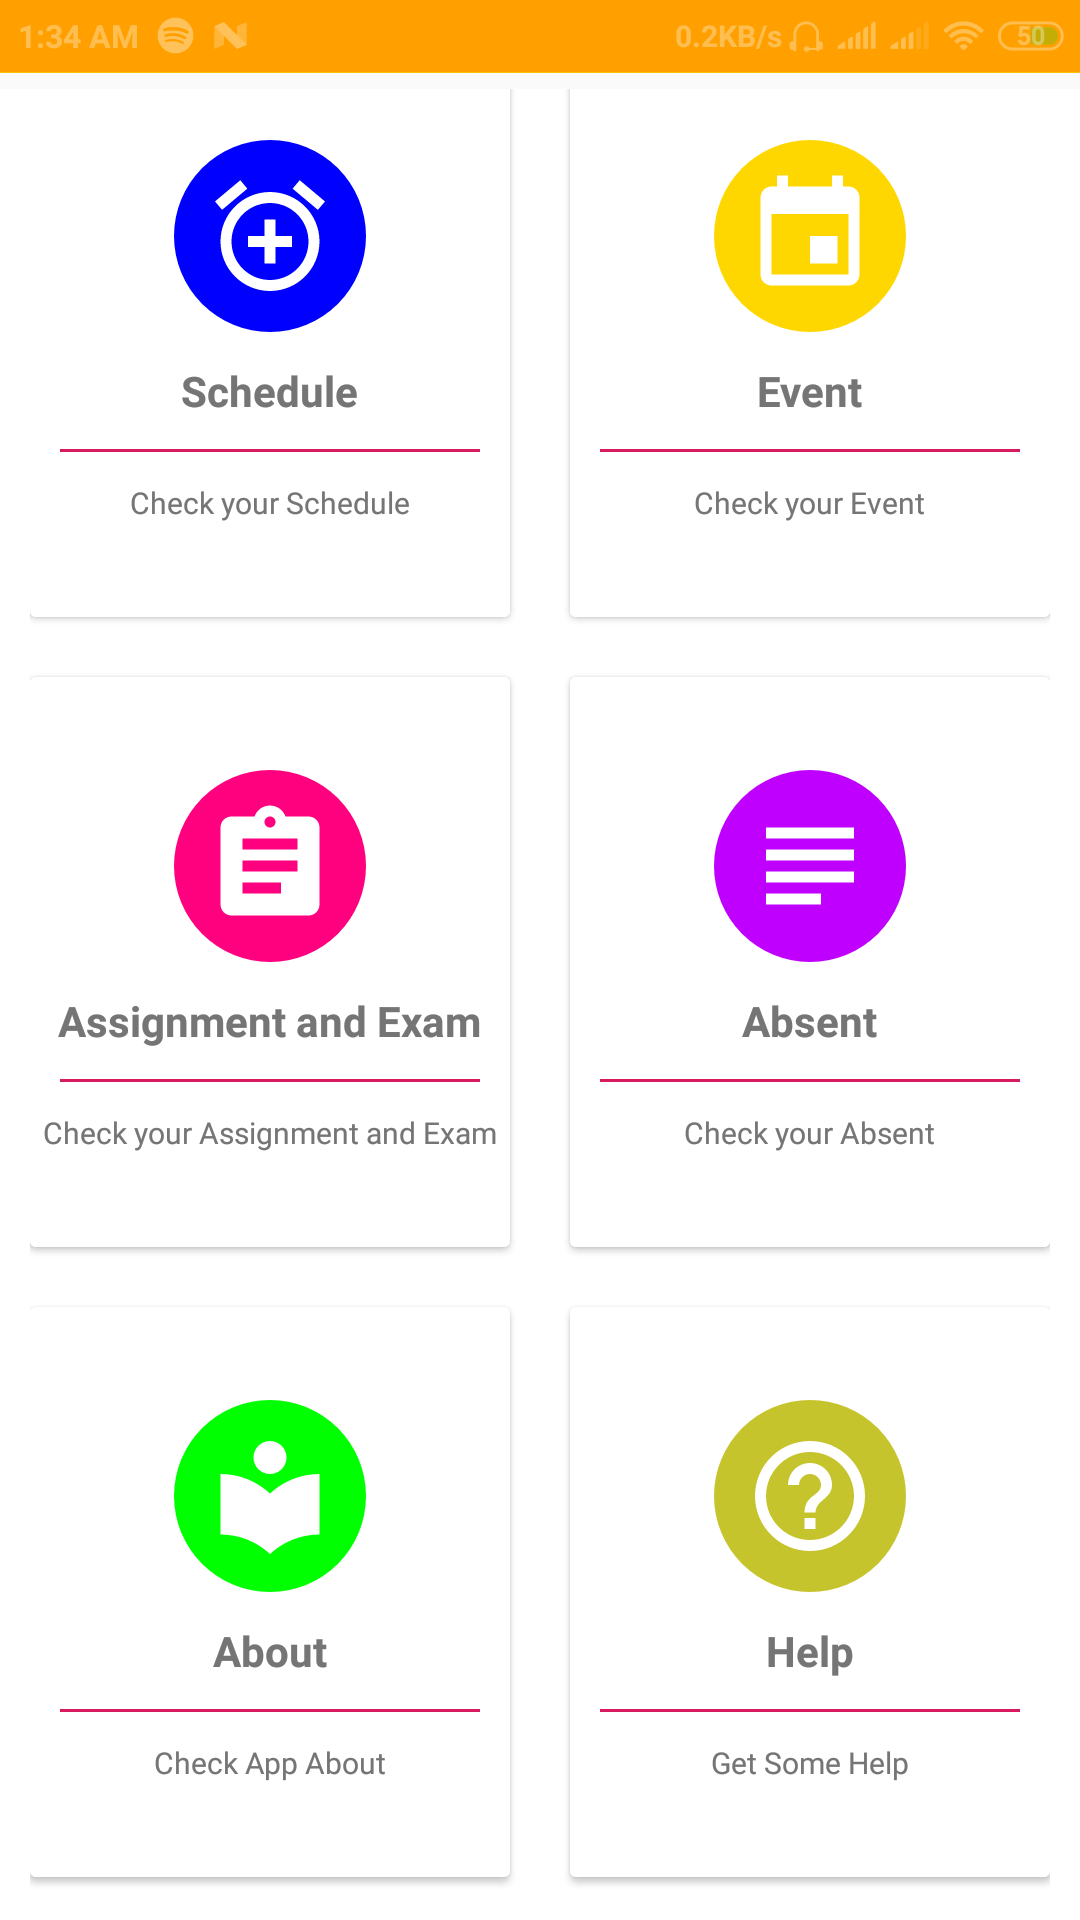 1:34 AM 0.2KB/s 50
Schedule
Check your Schedule
Event
Check your Event
Assignment and Exam
Check your Assignment and Exam
Absent
Check your Absent
About
Check App About
Help
Get Some Help